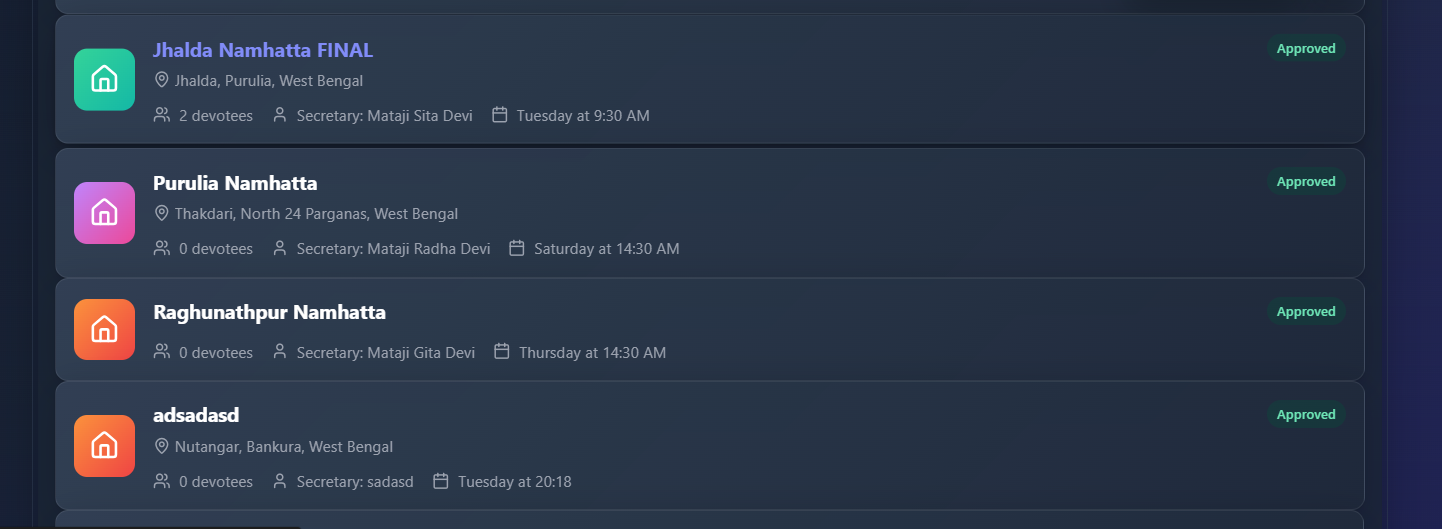 Jhalda Namhatta FINAL
Approved
Jhalda, Purulia, West Bengal
2 devotees Secretary: Mataji Sita Devi Tuesday at 9:30 AM
Purulia Namhatta
Approved
Thakdari, North 24 Parganas, West Bengal
0 devotees Secretary: Mataji Radha Devi Saturday at 14:30 AM
Raghunathpur Namhatta
Approved
0 devotees Secretary: Mataji Gita Devi Thursday at 14:30 AM
adsadasd
Approved
Nutangar, Bankura, West Bengal
0 devotees Secretary: sadasd Tuesday at 20:18